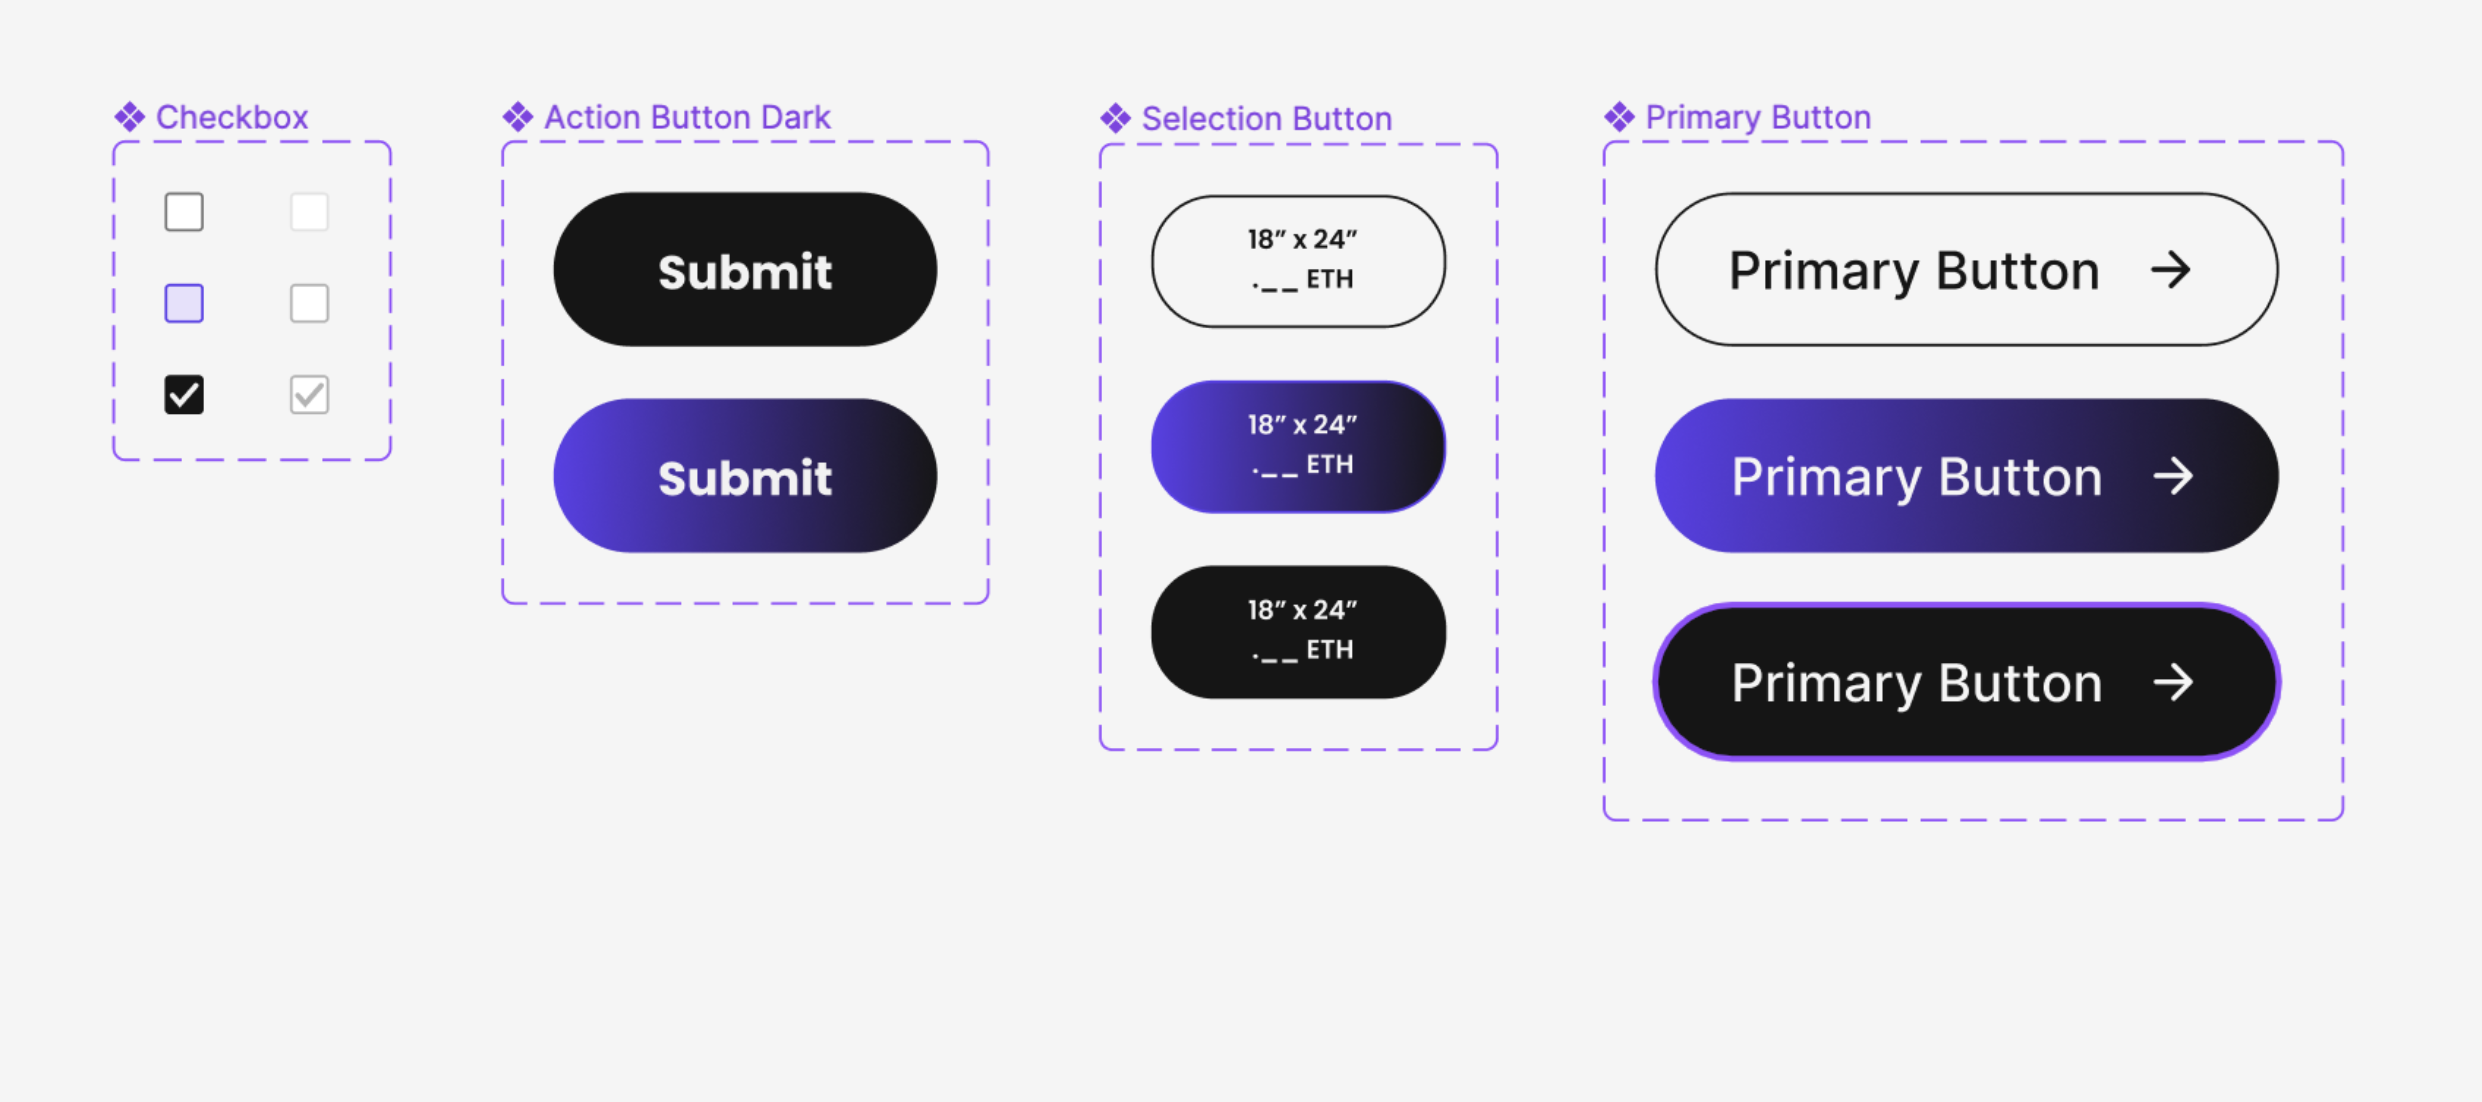 Checkbox
Action Button Dark
Submit
Submit
Selection Button
18” x 24”
.__ ETH
18” x 24”
.__ ETH
18” x 24”
.__ ETH
Primary Button
Primary Button
Primary Button
Primary Button